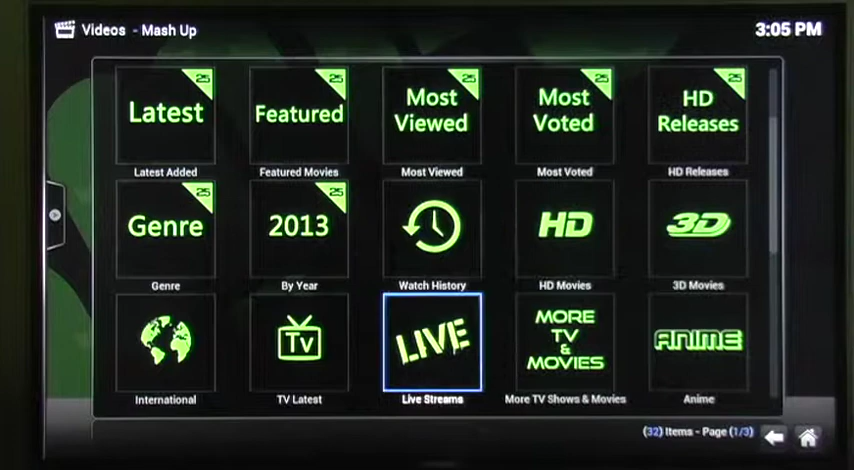 Videos - Mash Up
3:05 PM
25
25
25
25
25
Latest
Featured
Most
Viewed
Most
Voted
HD
Releases
Latest Added
Featured Movies
Most Viewed
Most Voted
HD Releases
25
25
Genre
2013
HD
3D
Genre
By Year
Watch History
HD Movies
3D Movies
TV
LIVE
MORE
TV
&
MOVIES
ANIME
International
TV Latest
Live Streams
More TV Shows & Movies
Anime
(32) Items - Page (1/3)